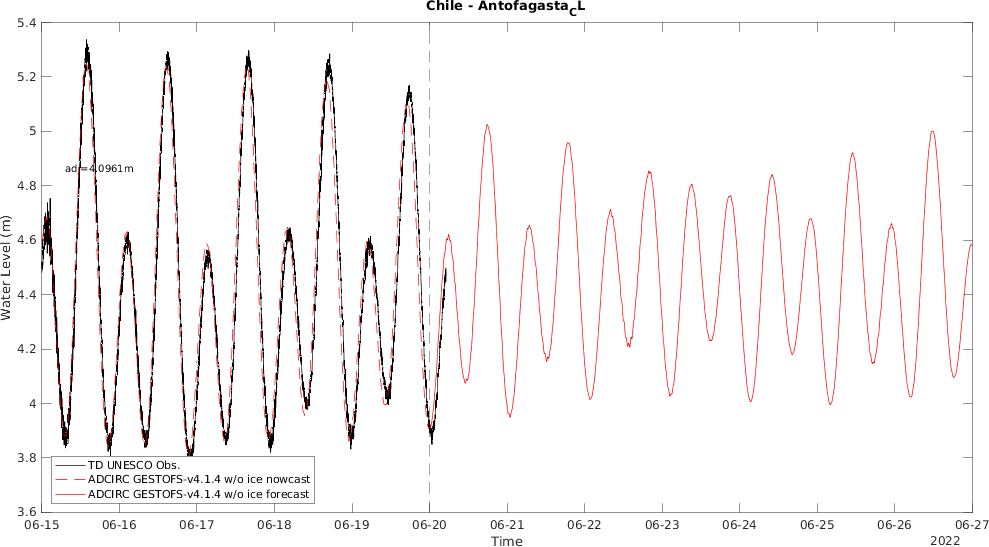 Chile - Antofagasta_CL
5.4
5.2
5
4.8
4.6
4.4
4.2
4
3.8
3.6
Water Level (m)
adj=4.0961m
TD UNESCO Obs.
ADCIRC GESTOFS-v4.1.4 w/o ice nowcast
ADCIRC GESTOFS-v4.1.4 w/o ice forecast
06-15 06-16 06-17 06-18 06-19 06-20 06-21 06-22 06-23 06-24 06-25 06-26 06-27
Time
2022